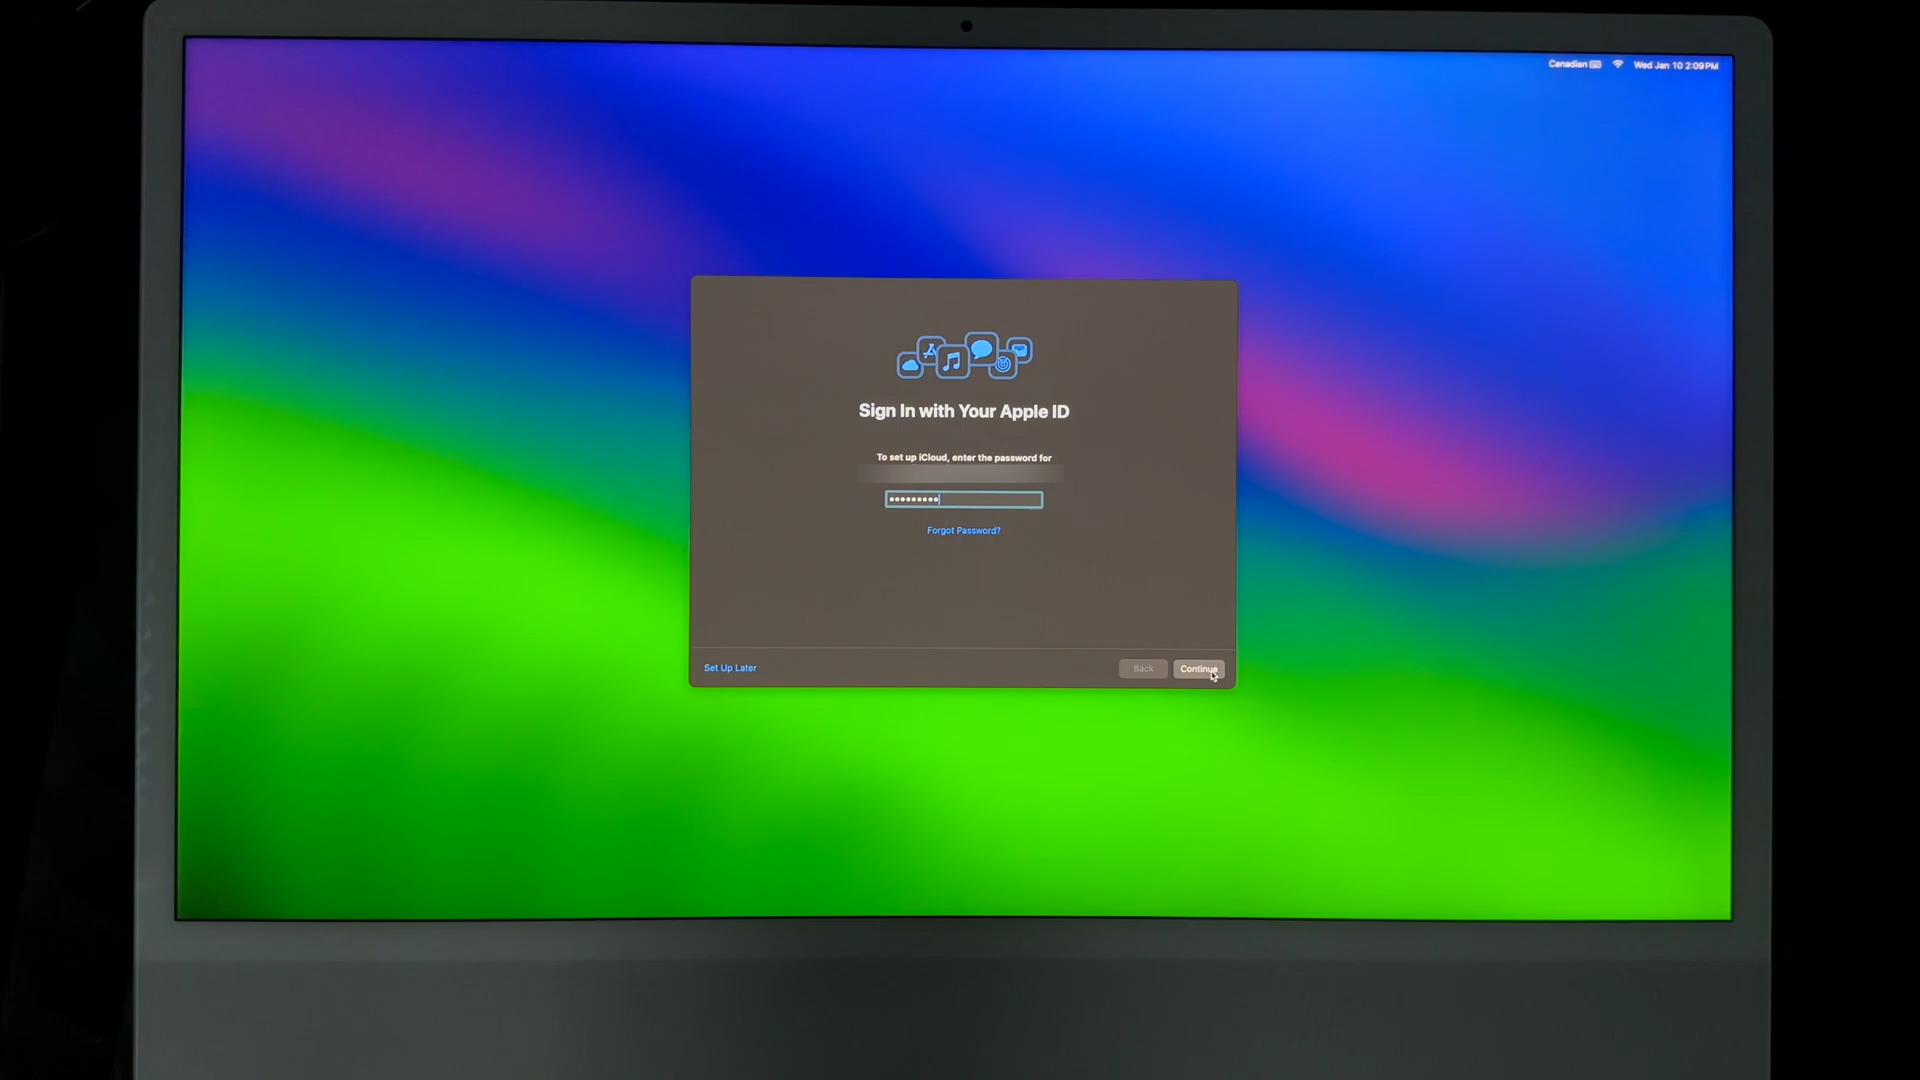 Canadian
Wed Jan 10 2:09 PM
Sign In with Your Apple ID
To set up iCloud, enter the password for
•••••••••
Forgot Password?
Set Up Later
Back
Continue